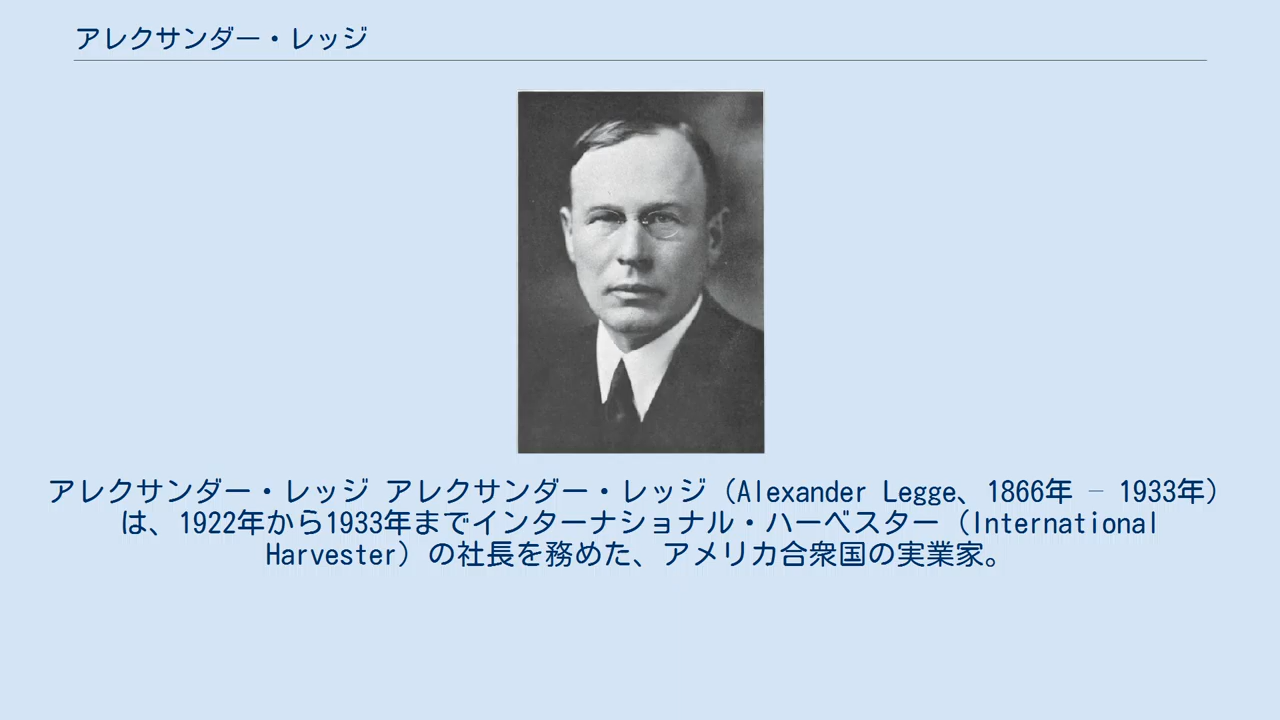 アレクサンダー・レッジ
アレクサンダー・レッジ アレクサンダー・レッジ（Alexander Legge、1866年 – 1933年）
は、1922年から1933年までインターナショナル・ハーベスター（International
Harvester）の社長を務めた、アメリカ合衆国の実業家。